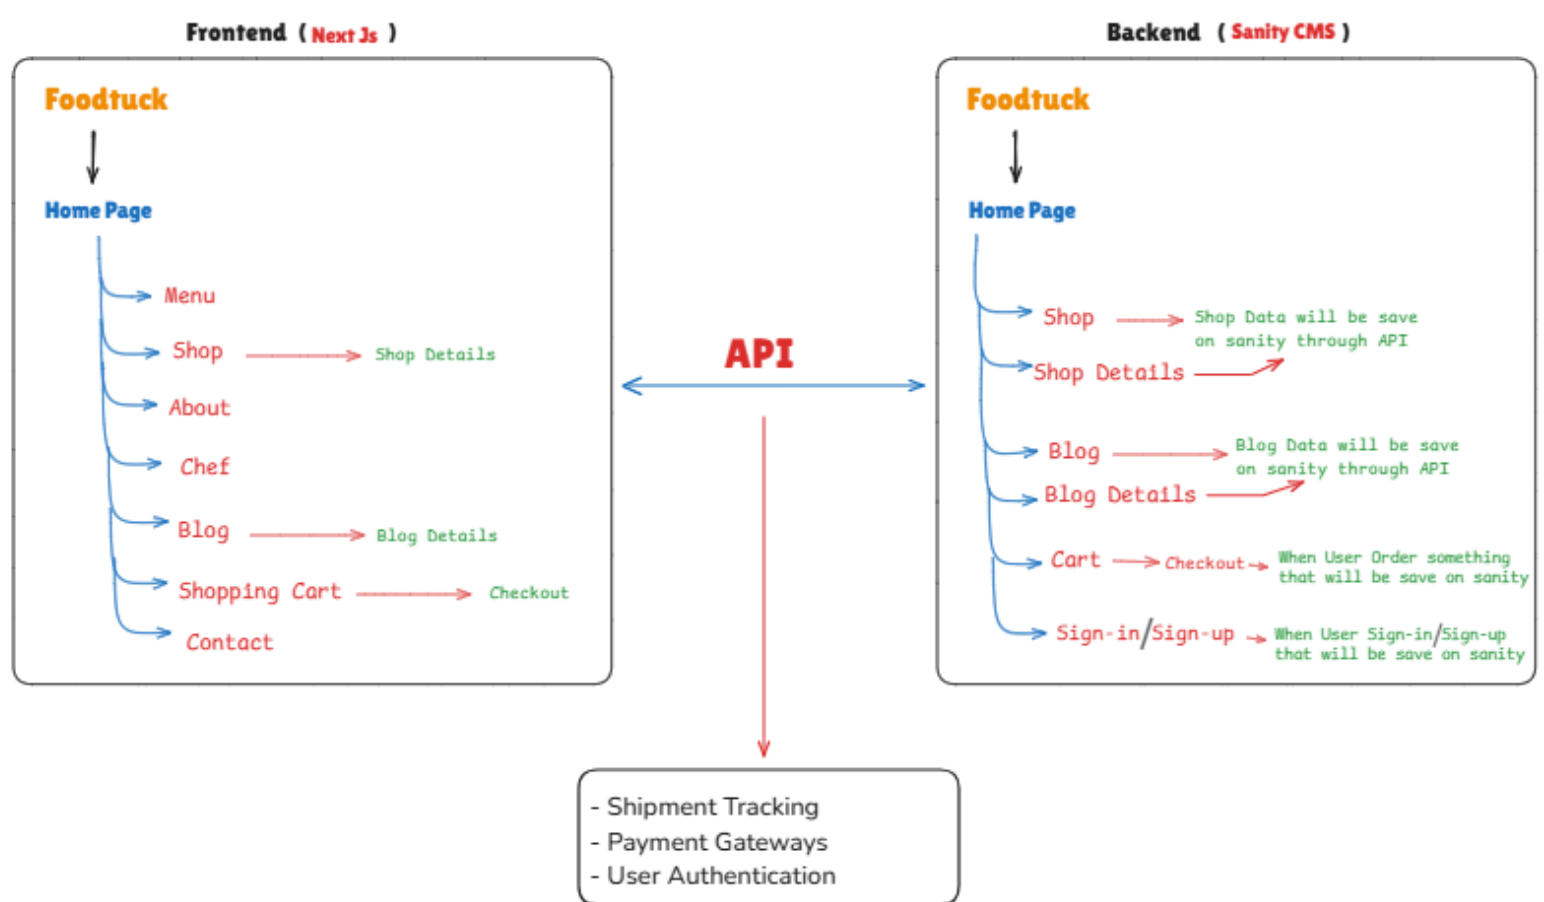 Frontend ( Next Js )
Foodtuck
Home Page
Menu
Shop
Shop Details
About
Chef
Blog
Blog Details
Shopping Cart
Checkout
Contact
API
Backend ( Sanity CMS )
Foodtuck
Home Page
Shop
Shop Data will be save
on sanity through API
Shop Details
Blog
Blog Data will be save
on sanity through API
Blog Details
Cart
Checkout
When User Order something
that will be save on sanity
Sign-in/Sign-up
When User Sign-in/Sign-up
that will be save on sanity
- Shipment Tracking
- Payment Gateways
- User Authentication